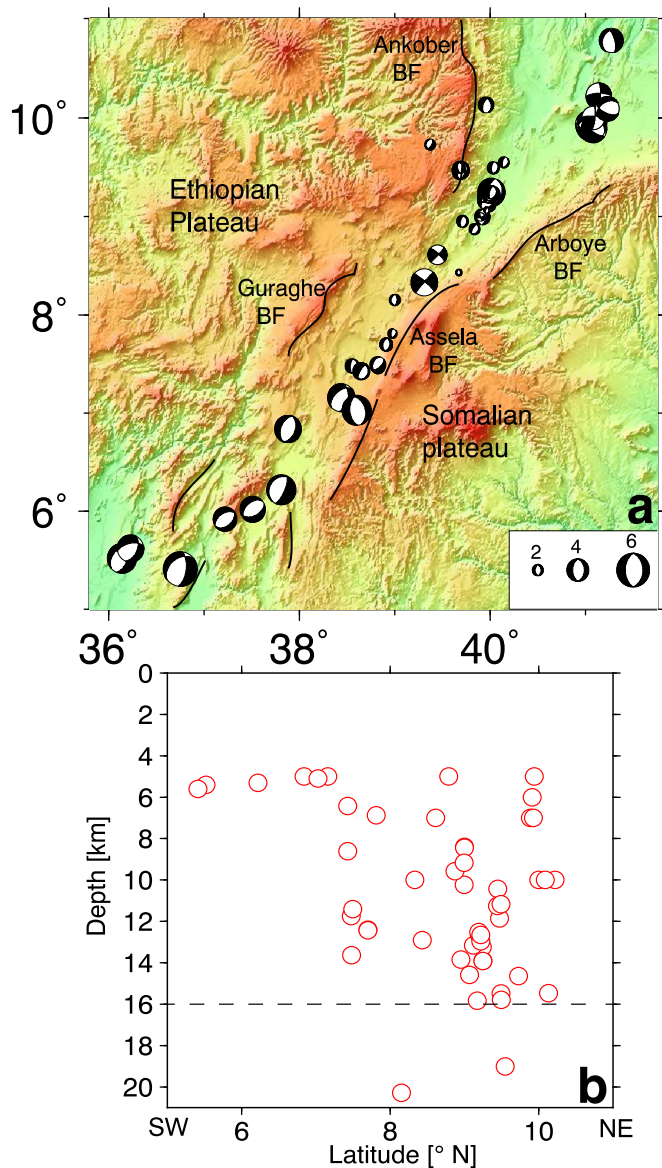 Ankober
BF
10°
Ethiopian
Plateau
Arboye
BF
Guraghe
BF
8°
Assela
BF
Somalian
plateau
6°
a
2 4 6
36° 38° 40°
0
2
4
6
8
10
12
14
16
18
20
Depth [km]
b
SW 6 8 10 NE
Latitude [° N]